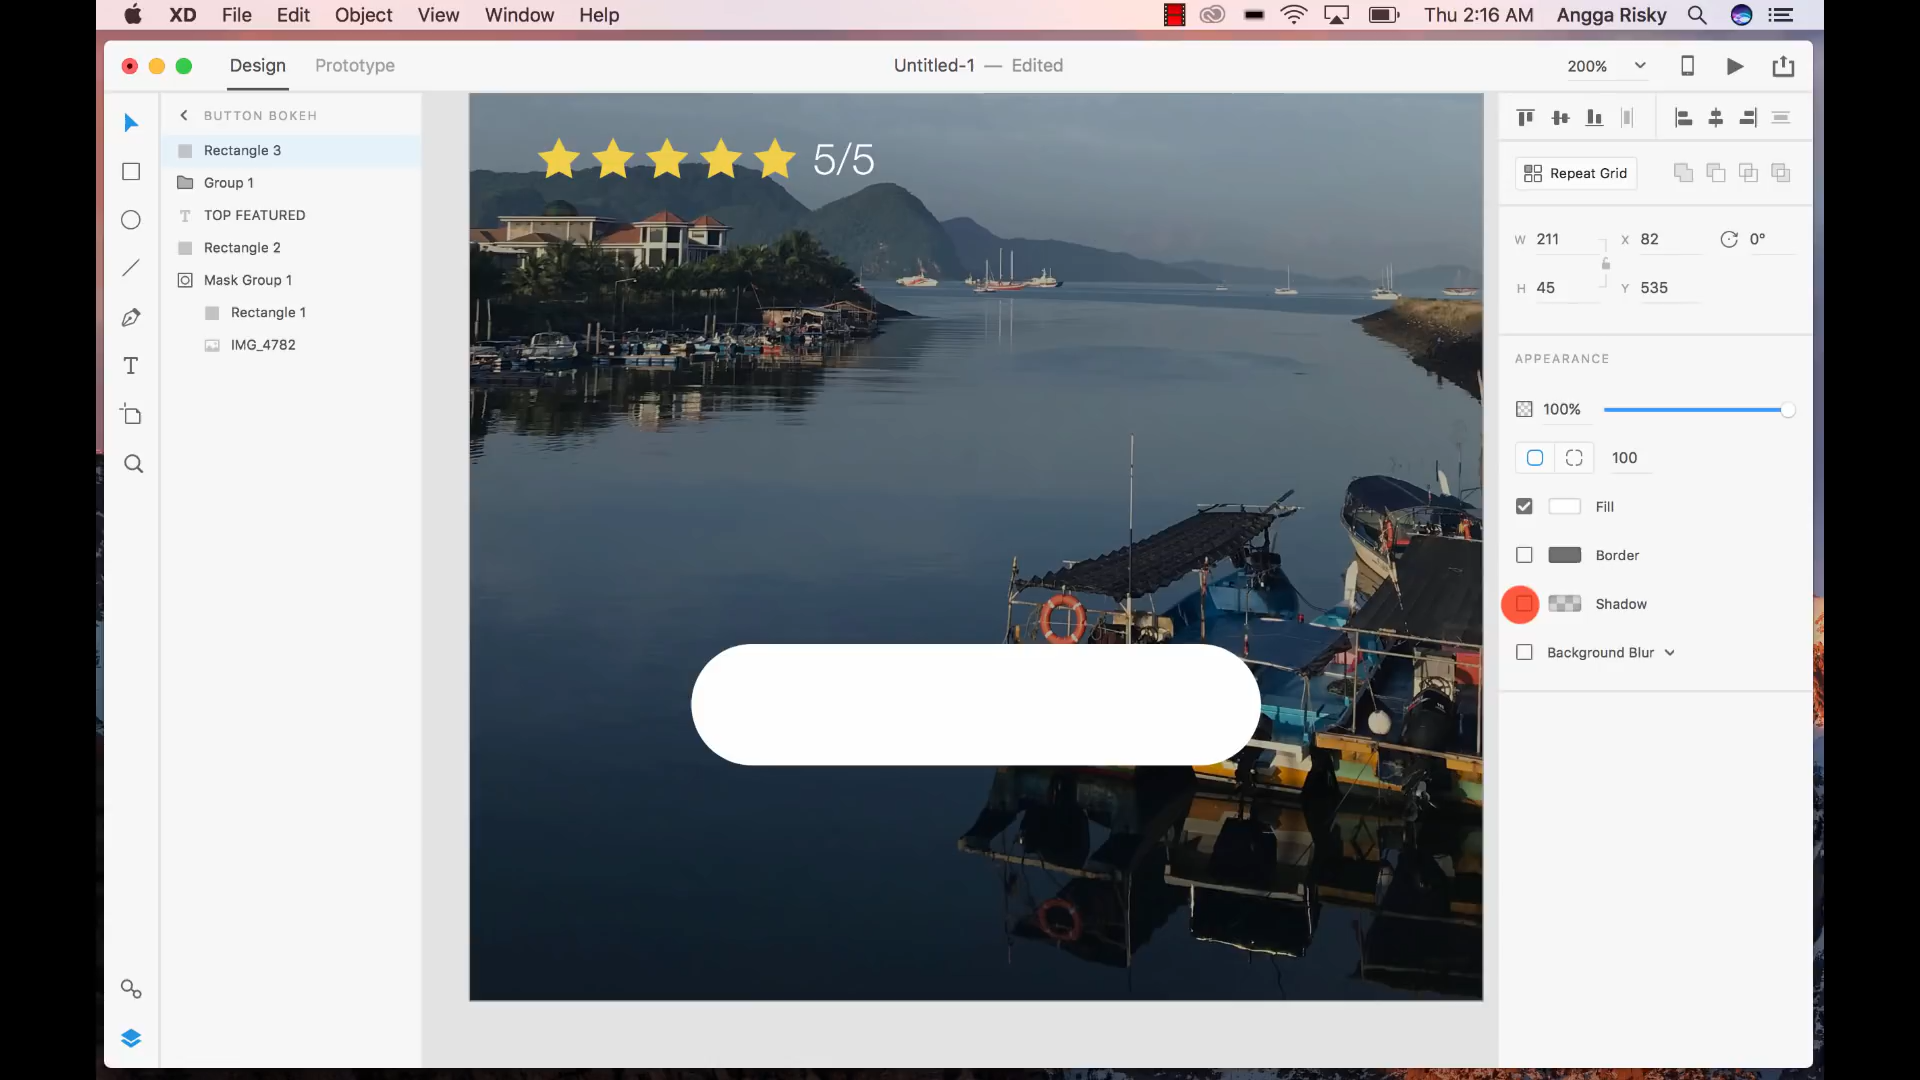 XD File Edit Object View Window Help Thu 2:16 AM Angga Risky
Design Prototype Untitled-1 — Edited 200%
BUTTON BOKEH
Rectangle 3
Group 1
T TOP FEATURED
Rectangle 2
Mask Group 1
Rectangle 1
IMG_4782
5/5
Repeat Grid
W 211 X 82 0°
H 45 Y 535
APPEARANCE
100%
100
Fill
Border
Shadow
Background Blur